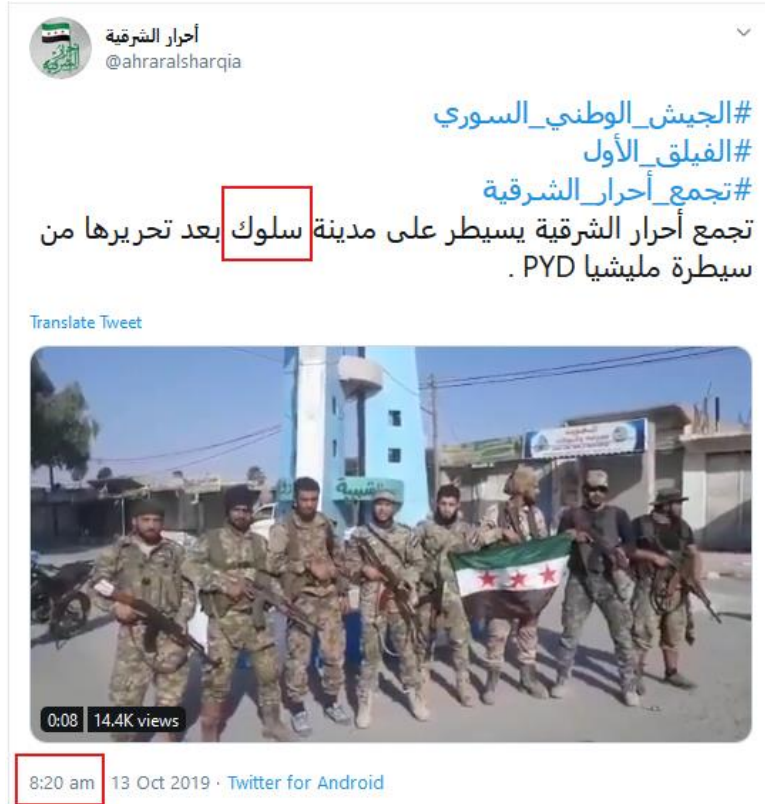 أحرار الشرقية
@ahraralsharqia
#الجيش_الوطني_السوري
#الفيلق_الأول
#تجمع_أحرار_الشرقية
تجمع أحرار الشرقية يسيطر على مدينة سلوك بعد تحريرها من
سيطرة مليشيا PYD .
Translate Tweet
0:08 14.4K views
8:20 am 13 Oct 2019 · Twitter for Android